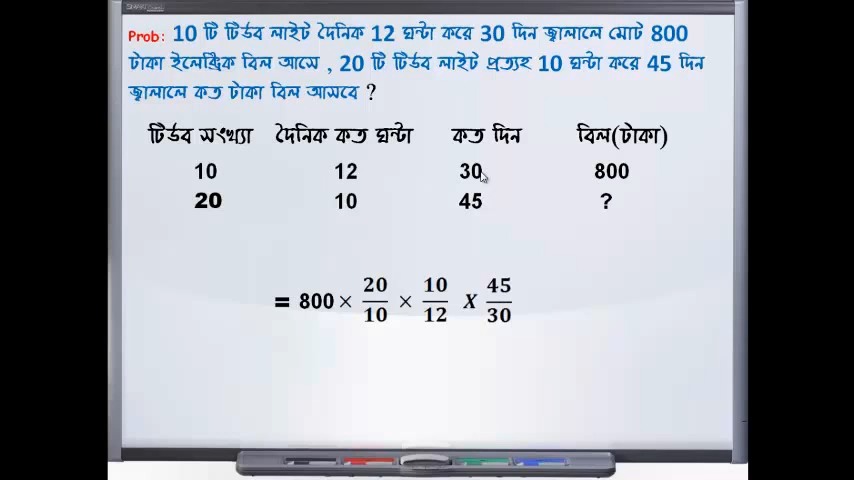 Prob: 10 টি টিউব লাইট দৈনিক 12 ঘন্টা করে 30 দিন জ্বালালে মোট 800
টাকা ইলেক্ট্রিক বিল আসে , 20 টি টিউব লাইট প্রত্যহ 10 ঘন্টা করে 45 দিন
জ্বালালে কত টাকা বিল আসবে ?
টিউব সংখ্যা দৈনিক কত ঘন্টা কত দিন বিল(টাকা)
10 12 30 800
20 10 45 ?
= 800 × 20/10 × 10/12 X 45/30